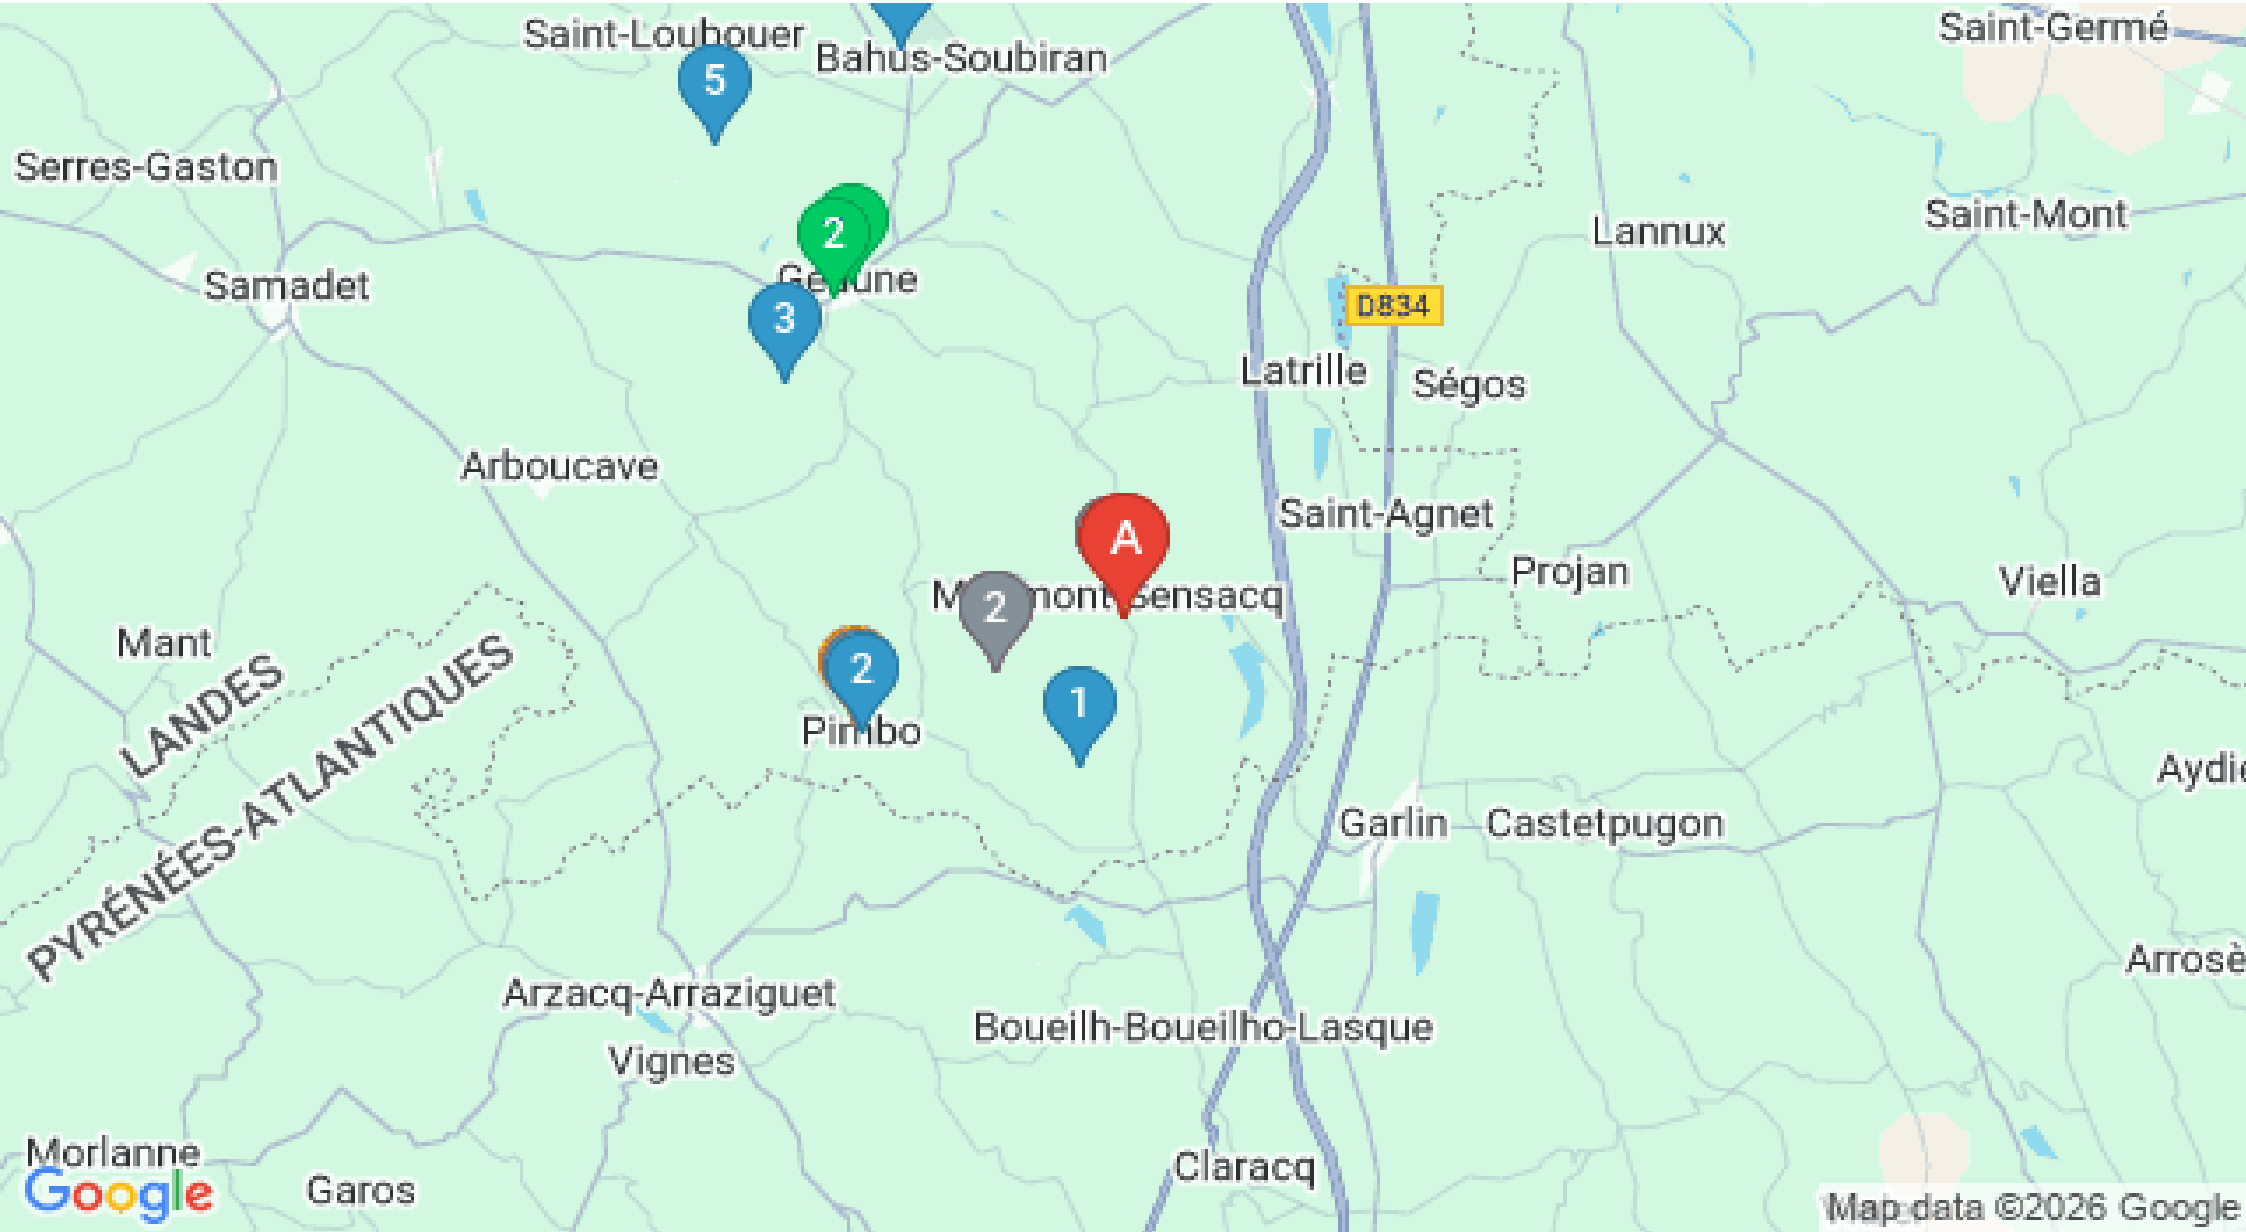 Saint-Loubouer
Bahus-Soubiran
Saint-Germé
5
Serres-Gaston
2
Saint-Mont
Lannux
Samadet
3
D834
Latrille
Ségos
Arboucave
A
Saint-Agnet
Projan
Viella
2
Mant
2
1
Pimbo
LANDES
PYRÉNÉES-ATLANTIQUES
Garlin
Castetpugon
Arzacq-Arraziguet
Boueilh-Boueilho-Lasque
Vignes
Morlanne
Claracq
Garos
Google
Map data ©2026 Google